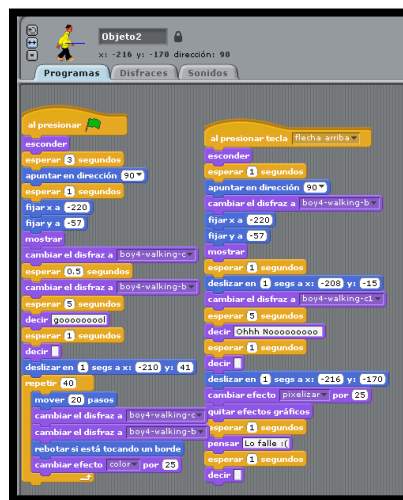 Objeto2
x: -216 y: -170 dirección: 90
Programas Disfraces Sonidos
al presionar
esconder
esperar 3 segundos
apuntar en dirección 90
esperar 1 segundos
fijar x a -220
fijar y a -57
mostrar
cambiar el disfraz a boy4-walking-c
esperar 0.5 segundos
cambiar el disfraz a boy4-walking-b
esperar 5 segundos
decir goooooooo!
esperar 1 segundos
decir
deslizar en 1 segs a x: -210 y: 41
repetir 40
mover 20 pasos
cambiar el disfraz a boy4-walking-c
cambiar el disfraz a boy4-walking-b
rebotar si está tocando un borde
cambiar efecto color por 25
al presionar tecla flecha arriba
esconder
esperar 1 segundos
apuntar en dirección 90
cambiar el disfraz a boy4-walking-b
fijar x a -220
fijar y a -57
mostrar
esperar 1 segundos
deslizar en 1 segs a x: -208 y: -15
cambiar el disfraz a boy4-walking-c1
esperar 5 segundos
decir Ohhh Nooooooooo
esperar 1 segundos
decir
deslizar en 1 segs a x: -216 y: -170
cambiar efecto pixelizar por 25
quitar efectos gráficos
esperar 1 segundos
pensar Lo falle :(
esperar 1 segundos
decir